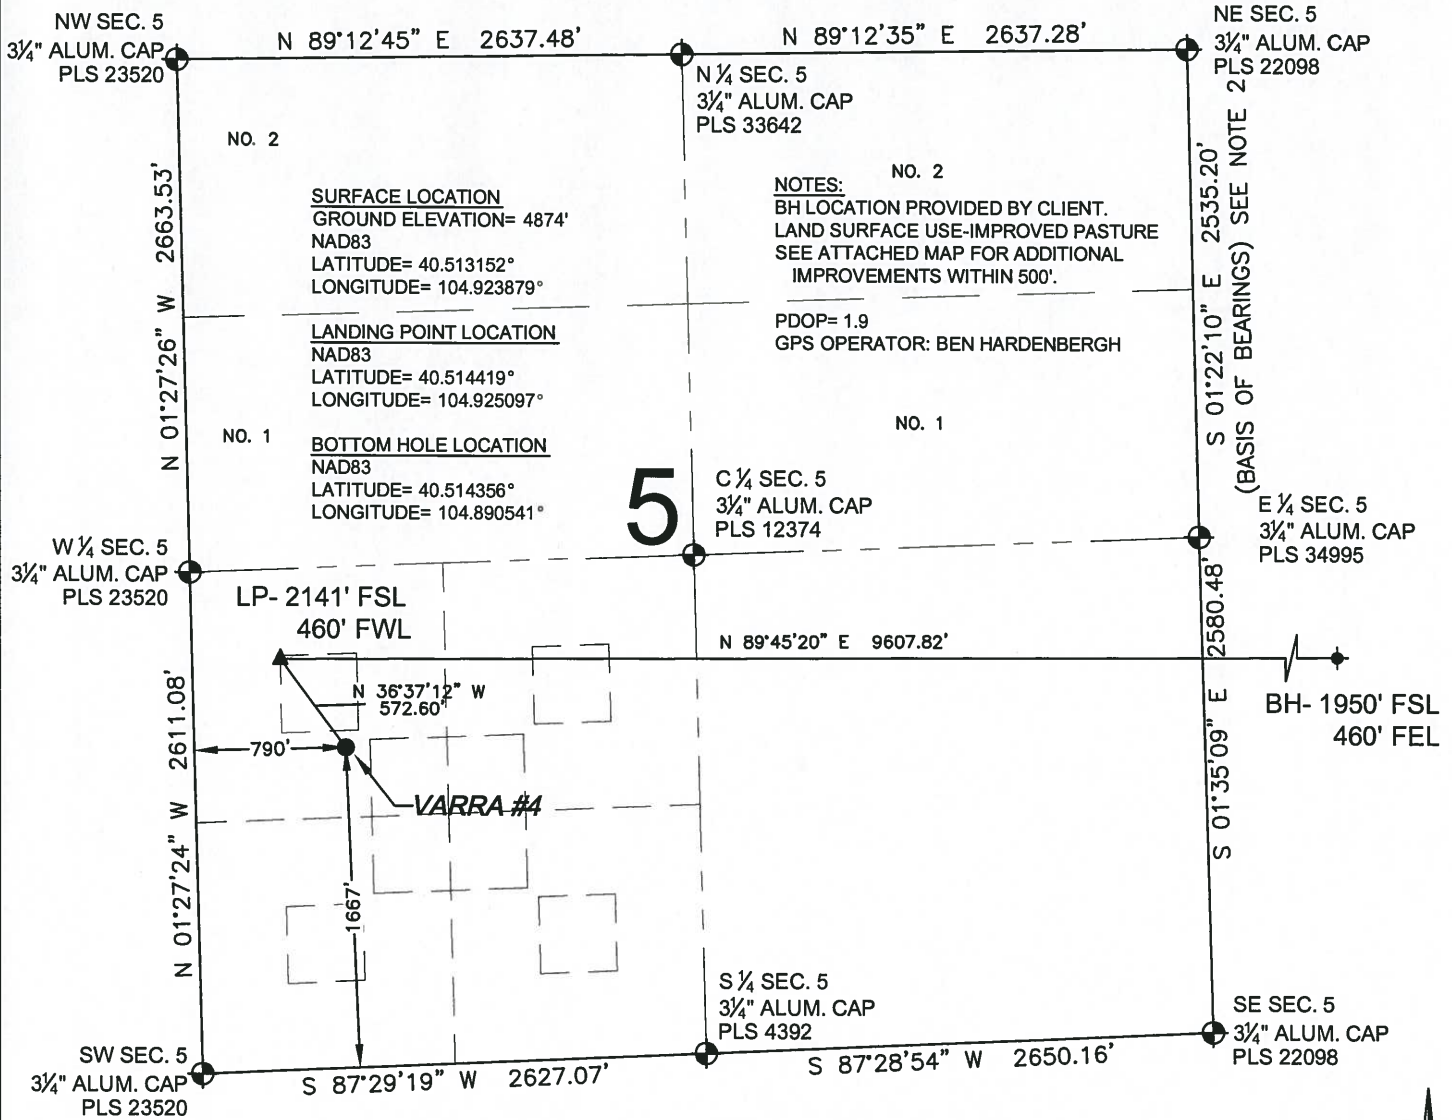 NW SEC. 5
3¼" ALUM. CAP
PLS 23520
N 89°12'45" E 2637.48'
N 89°12'35" E 2637.28'
NE SEC. 5
3¼" ALUM. CAP
PLS 22098
N ¼ SEC. 5
3¼" ALUM. CAP
PLS 33642
NO. 2
NO. 2
SURFACE LOCATION
GROUND ELEVATION= 4874'
NAD83
LATITUDE= 40.513152°
LONGITUDE= 104.923879°
NOTES:
BH LOCATION PROVIDED BY CLIENT.
LAND SURFACE USE-IMPROVED PASTURE
SEE ATTACHED MAP FOR ADDITIONAL
IMPROVEMENTS WITHIN 500'.
PDOP= 1.9
GPS OPERATOR: BEN HARDENBERGH
LANDING POINT LOCATION
NAD83
LATITUDE= 40.514419°
LONGITUDE= 104.925097°
NO. 1
NO. 1
BOTTOM HOLE LOCATION
NAD83
LATITUDE= 40.514356°
LONGITUDE= 104.890541°
N 01°27'26" W 2663.53'
S 01°22'10" E 2535.20'
(BASIS OF BEARINGS) SEE NOTE 2
5
C ¼ SEC. 5
3¼" ALUM. CAP
PLS 12374
E ¼ SEC. 5
3¼" ALUM. CAP
PLS 34995
W ¼ SEC. 5
3¼" ALUM. CAP
PLS 23520
LP- 2141' FSL
460' FWL
N 89°45'20" E 9607.82'
N 36°37'12" W
572.60'
BH- 1950' FSL
460' FEL
790'
VARRA #4
1667'
N 01°27'24" W 2611.08'
S 01°35'09" E 2580.48'
S ¼ SEC. 5
3¼" ALUM. CAP
PLS 4392
SE SEC. 5
3¼" ALUM. CAP
PLS 22098
SW SEC. 5
3¼" ALUM. CAP
PLS 23520
S 87°29'19" W 2627.07'
S 87°28'54" W 2650.16'